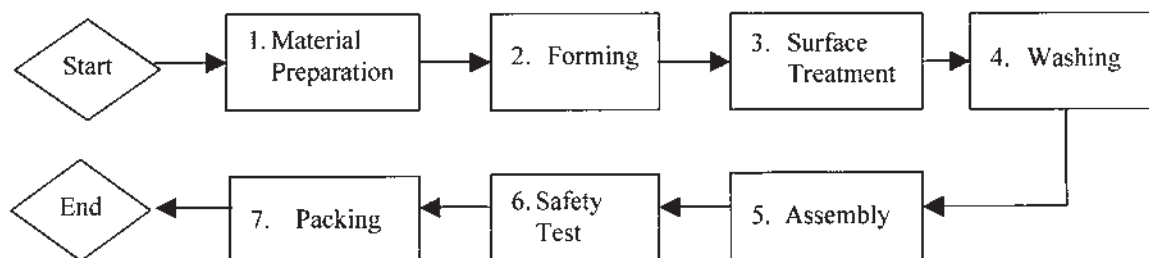 Start
1. Material
Preparation
2. Forming
3. Surface
Treatment
4. Washing
5. Assembly
6. Safety
Test
7. Packing
End